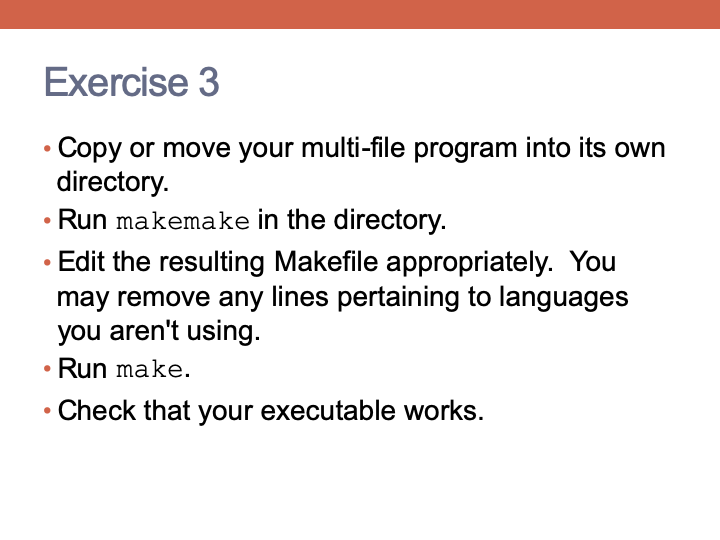 Exercise 3
• Copy or move your multi-file program into its own
directory.
• Run makemake in the directory.
• Edit the resulting Makefile appropriately.  You
may remove any lines pertaining to languages
you aren't using.
• Run make.
• Check that your executable works.